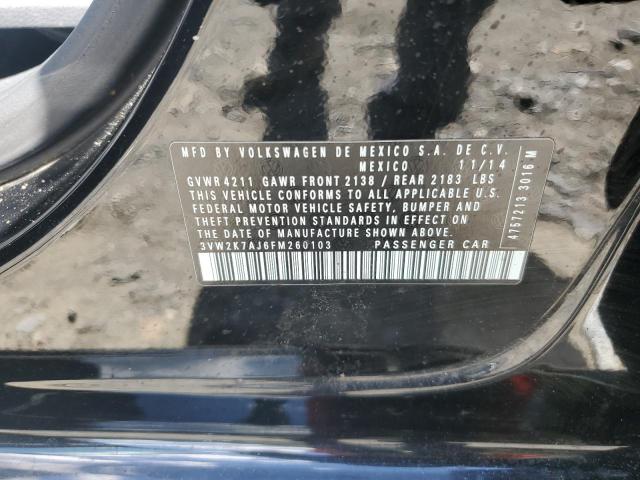 MFD BY VOLKSWAGEN DE MEXICO S.A. DE C.V.
MEXICO 11/14
GVWR 4211 GAWR FRONT 2138 / REAR 2183 LBS
THIS VEHICLE CONFORMS TO ALL APPLICABLE U.S.
FEDERAL MOTOR VEHICLE SAFETY, BUMPER AND
THEFT PREVENTION STANDARDS IN EFFECT ON
THE DATE OF MANUFACTURE SHOWN ABOVE.
3VW2K7AJ6FM260103 PASSENGER CAR
4757213 3016 M